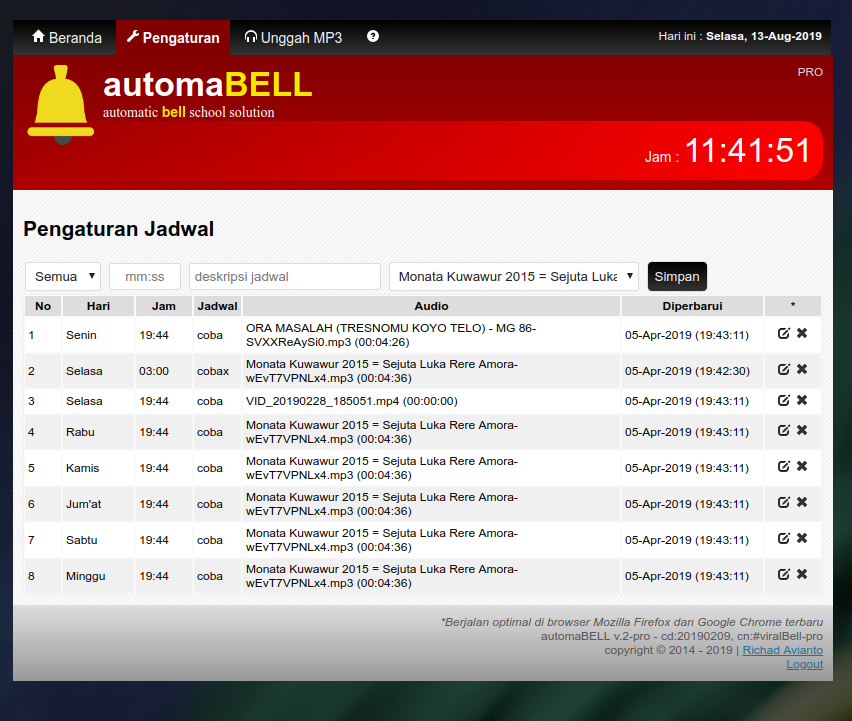 Beranda Pengaturan Unggah MP3 Hari ini : Selasa, 13-Aug-2019
PRO
automaBELL
automatic bell school solution
Jam : 11:41:51
Pengaturan Jadwal
Semua mm:ss deskripsi jadwal Monata Kuwawur 2015 = Sejuta Luka Simpan
No Hari Jam Jadwal Audio Diperbarui *
1 Senin 19:44 coba ORA MASALAH (TRESNOMU KOYO TELO) - MG 86-
SVXXReAySi0.mp3 (00:04:26) 05-Apr-2019 (19:43:11)
2 Selasa 03:00 cobax Monata Kuwawur 2015 = Sejuta Luka Rere Amora-
wEvT7VPNLx4.mp3 (00:04:36) 05-Apr-2019 (19:42:30)
3 Selasa 19:44 coba VID_20190228_185051.mp4 (00:00:00) 05-Apr-2019 (19:43:11)
4 Rabu 19:44 coba Monata Kuwawur 2015 = Sejuta Luka Rere Amora-
wEvT7VPNLx4.mp3 (00:04:36) 05-Apr-2019 (19:43:11)
5 Kamis 19:44 coba Monata Kuwawur 2015 = Sejuta Luka Rere Amora-
wEvT7VPNLx4.mp3 (00:04:36) 05-Apr-2019 (19:43:11)
6 Jum'at 19:44 coba Monata Kuwawur 2015 = Sejuta Luka Rere Amora-
wEvT7VPNLx4.mp3 (00:04:36) 05-Apr-2019 (19:43:11)
7 Sabtu 19:44 coba Monata Kuwawur 2015 = Sejuta Luka Rere Amora-
wEvT7VPNLx4.mp3 (00:04:36) 05-Apr-2019 (19:43:11)
8 Minggu 19:44 coba Monata Kuwawur 2015 = Sejuta Luka Rere Amora-
wEvT7VPNLx4.mp3 (00:04:36) 05-Apr-2019 (19:43:11)
*Berjalan optimal di browser Mozilla Firefox dan Google Chrome terbaru
automaBELL v.2-pro - cd:20190209, cn:#viralBell-pro
copyright © 2014 - 2019 | Richad Avianto
Logout